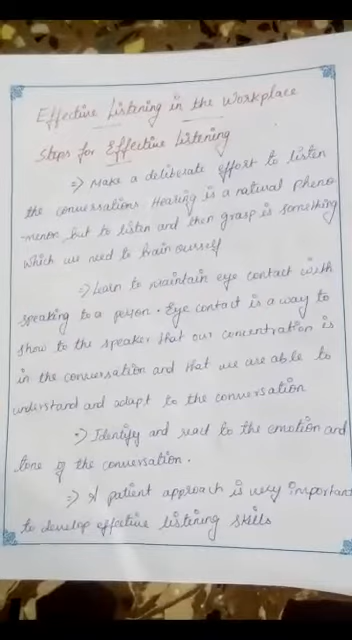 Effective Listening in the Workplace
Steps for Effective Listening
=> Make a deliberate effort to listen
the conversations Hearing is a natural pheno
-menon but to listen and then grasp is something
which we need to train ourself
=> Learn to maintain eye contact with
speaking to a person. Eye contact is a way to
show to the speaker that our concentration is
in the conversation and that we are able to
understand and adapt to the conversation
=> Identify and react to the emotion and
tone of the conversation.
=> A patient approach is very important
to develop effective listening skills